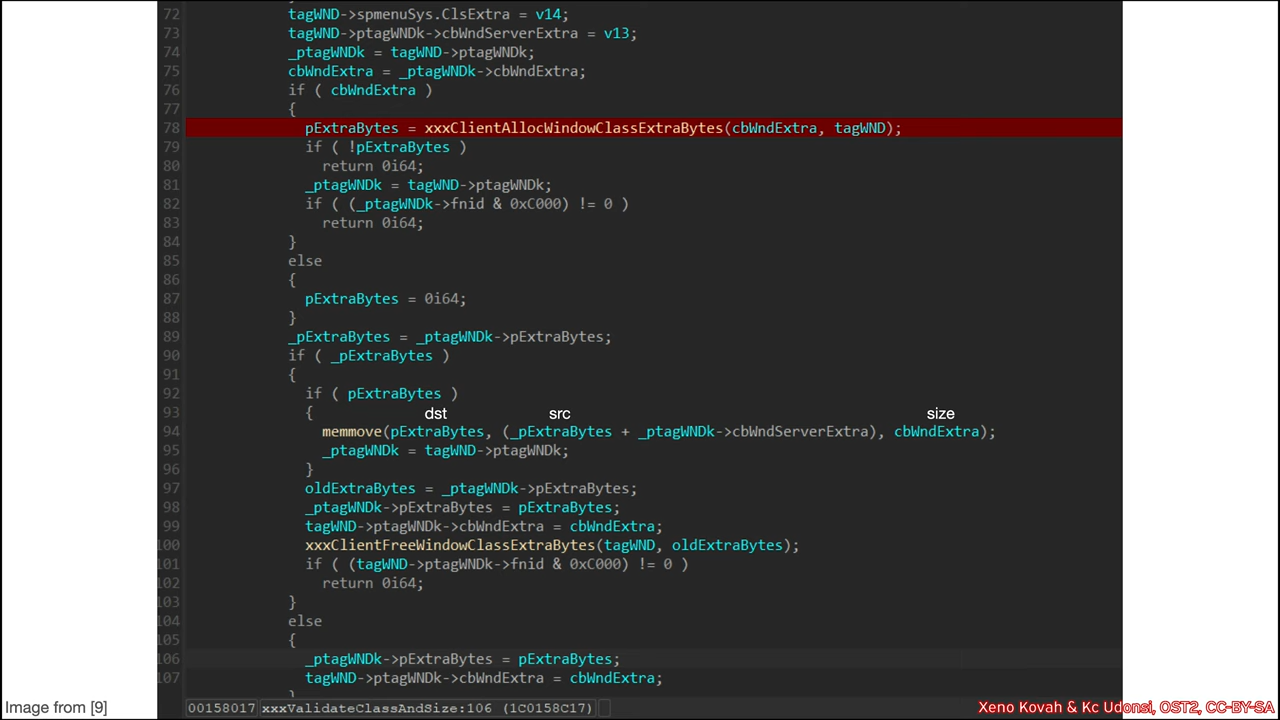 72 tagWND->spmenuSys.ClsExtra = v14;
73 tagWND->ptagWNDk->cbWndServerExtra = v13;
74 _ptagWNDk = tagWND->ptagWNDk;
75 cbWndExtra = _ptagWNDk->cbWndExtra;
76 if ( cbWndExtra )
77 {
78 pExtraBytes = xxxClientAllocWindowClassExtraBytes(cbWndExtra, tagWND);
79 if ( !pExtraBytes )
80 return 0i64;
81 _ptagWNDk = tagWND->ptagWNDk;
82 if ( (_ptagWNDk->fnid & 0xC000) != 0 )
83 return 0i64;
84 }
85 else
86 {
87 pExtraBytes = 0i64;
88 }
89 _pExtraBytes = _ptagWNDk->pExtraBytes;
90 if ( _pExtraBytes )
91 {
92 if ( pExtraBytes )
93 { dst src size
94 memmove(pExtraBytes, (_pExtraBytes + _ptagWNDk->cbWndServerExtra), cbWndExtra);
95 _ptagWNDk = tagWND->ptagWNDk;
96 }
97 oldExtraBytes = _ptagWNDk->pExtraBytes;
98 _ptagWNDk->pExtraBytes = pExtraBytes;
99 tagWND->ptagWNDk->cbWndExtra = cbWndExtra;
100 xxxClientFreeWindowClassExtraBytes(tagWND, oldExtraBytes);
101 if ( (tagWND->ptagWNDk->fnid & 0xC000) != 0 )
102 return 0i64;
103 }
104 else
105 {
106 _ptagWNDk->pExtraBytes = pExtraBytes;
107 tagWND->ptagWNDk->cbWndExtra = cbWndExtra;
}
00158017 xxxValidateClassAndSize:106 (1C0158C17)
Image from [9]
Xeno Kovah & Kc Udonsi, OST2, CC-BY-SA